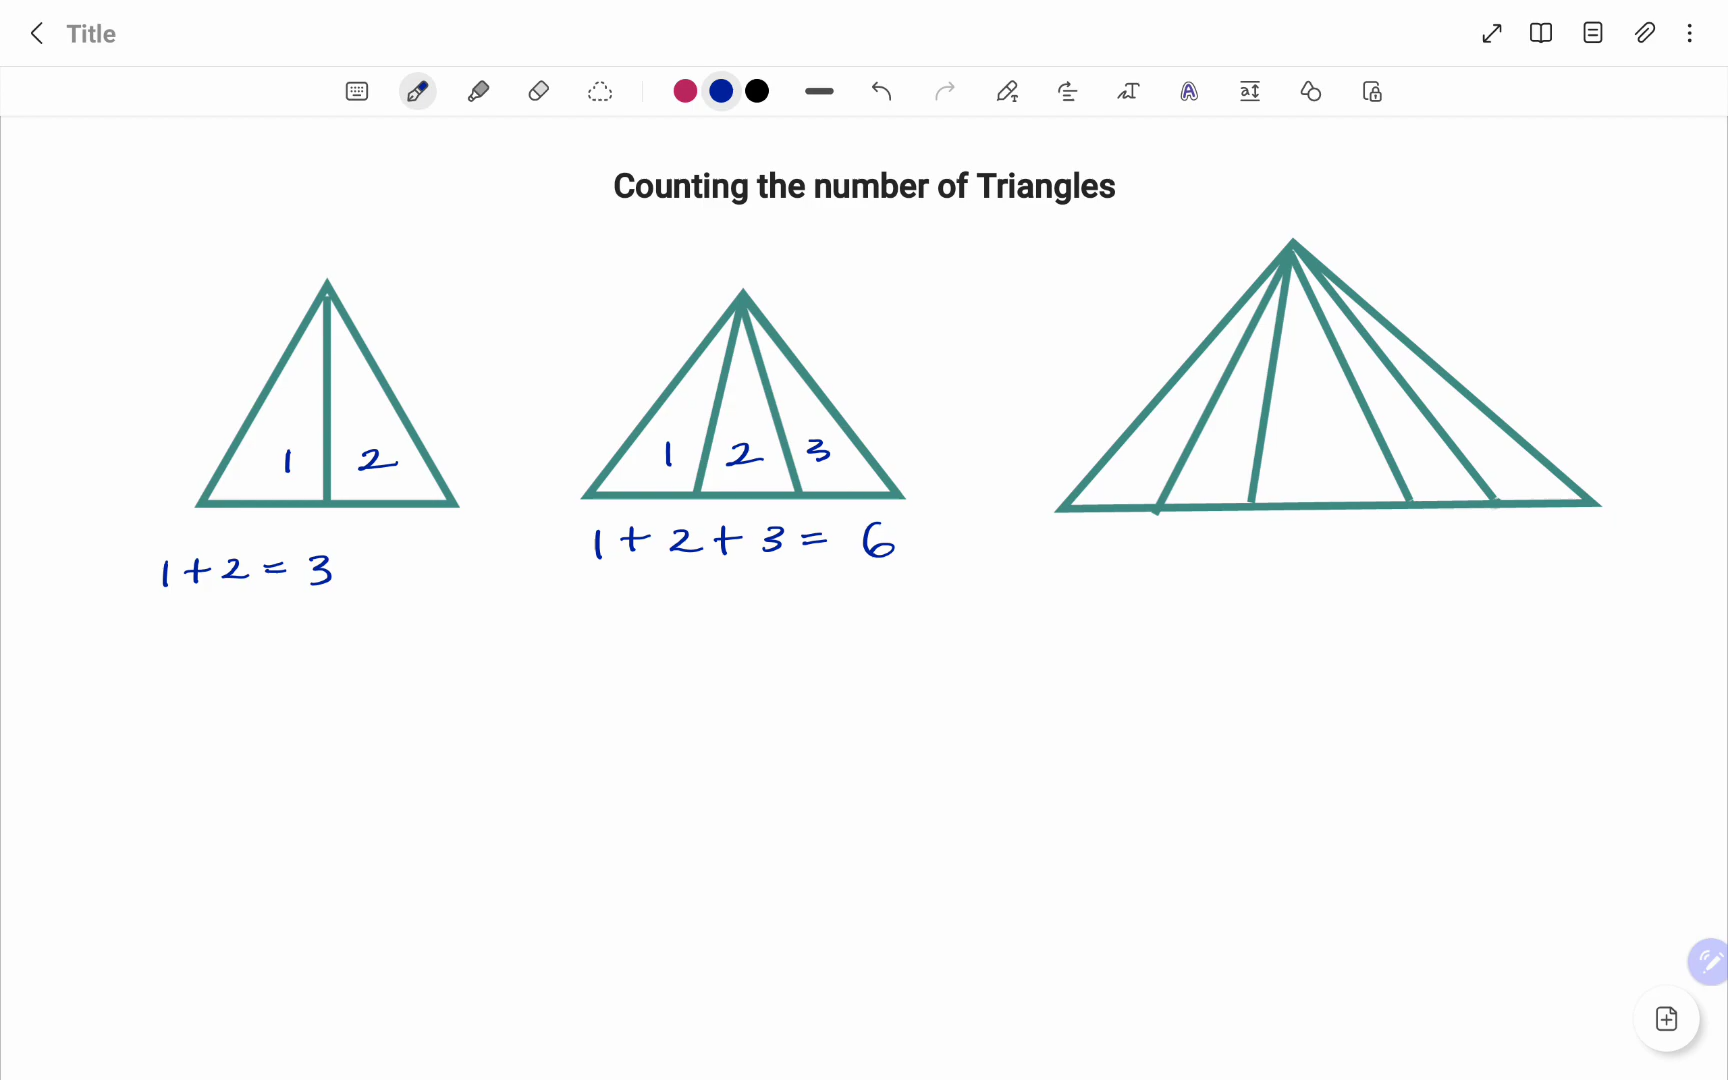 Title
Counting the number of Triangles
1 2
1 2 3
1 + 2 = 3
1 + 2 + 3 = 6